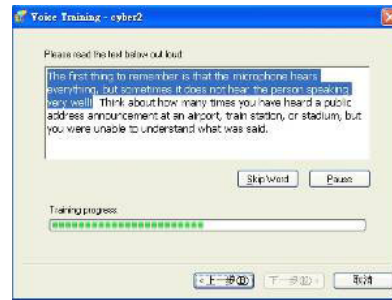 Voice Training - cyber2
Please read the text below out loud
The first thing to remember is that the microphone hears
everything, but sometimes it does not hear the person speaking
very well! Think about how many times you have heard a public
address announcement at an airport, train station, or stadium, but
you were unable to understand what was said.
Skip Word Pause
Training progress:
<上一步(B) 下一步(N)> 取消